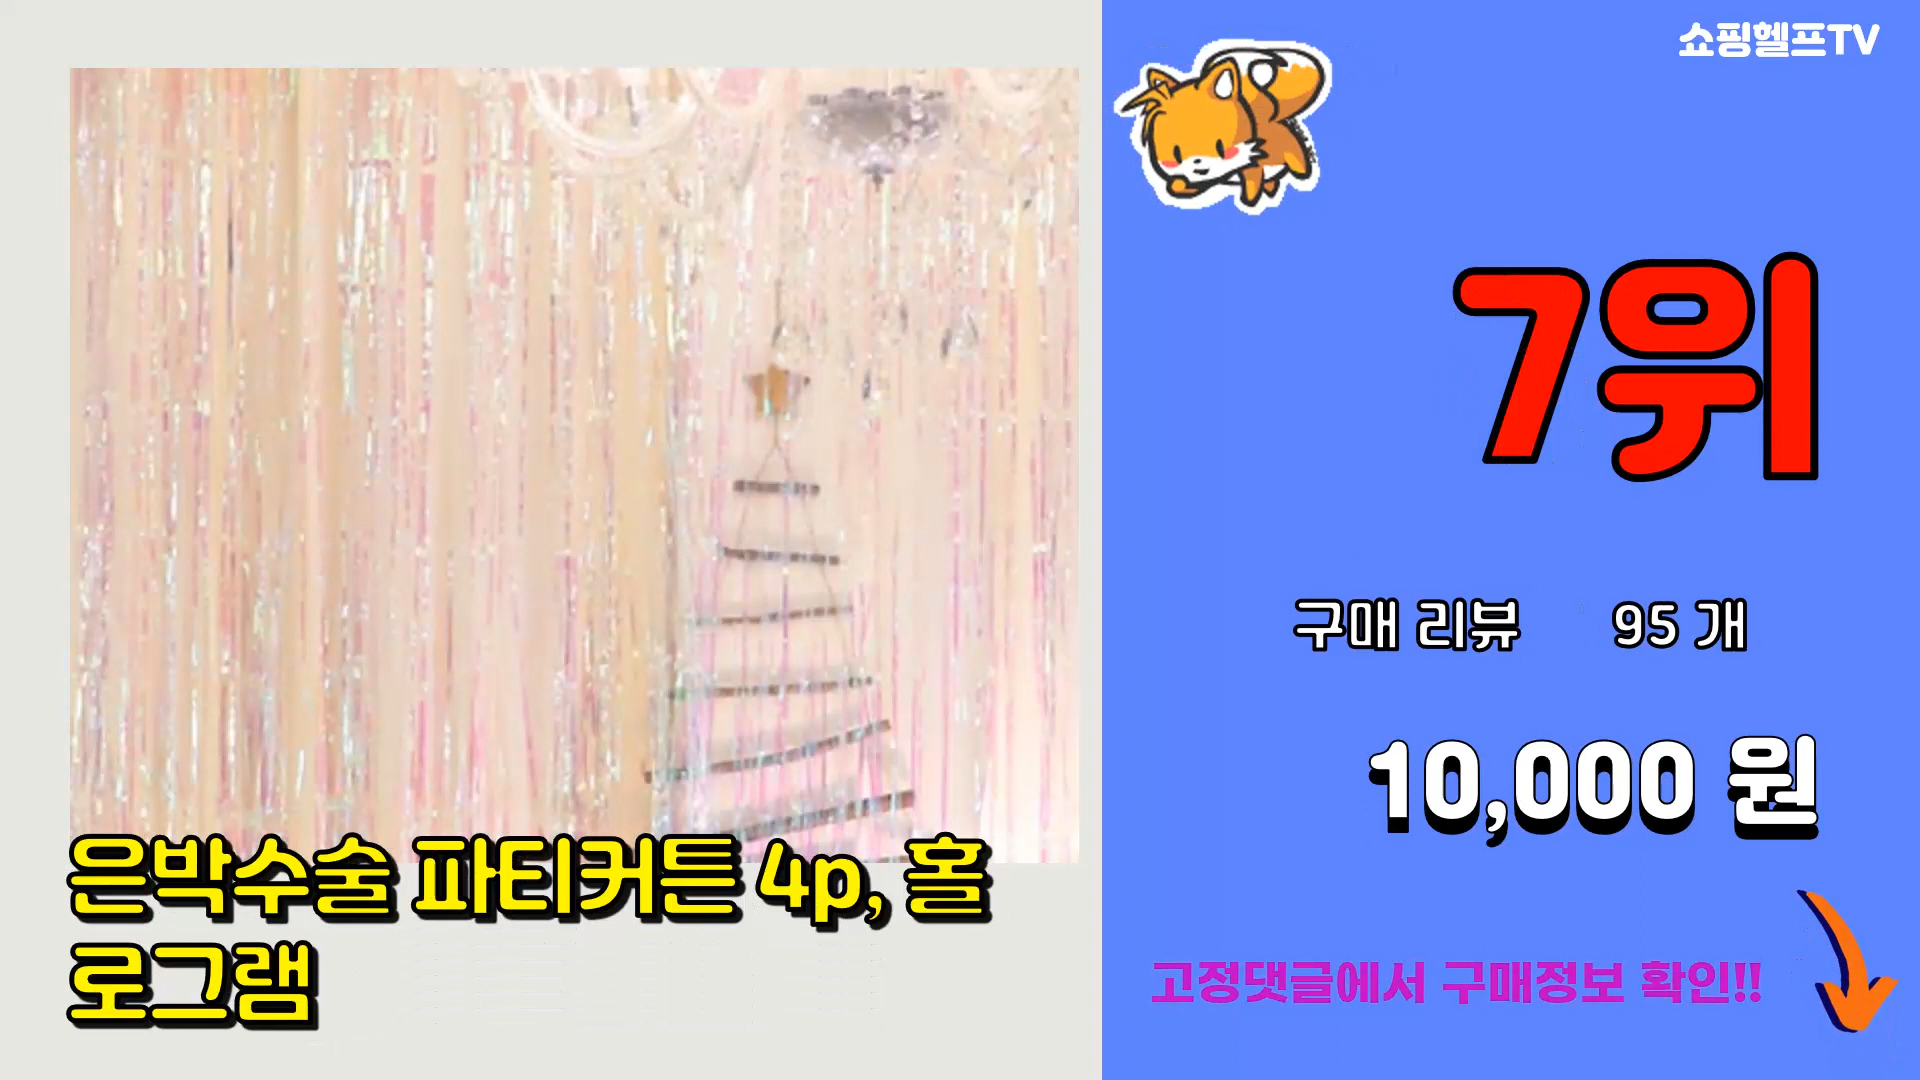 쇼핑헬프TV
7위
구매 리뷰 95 개
10,000 원
은박수술 파티커튼 4p, 홀
로그램
고정댓글에서 구매정보 확인!!